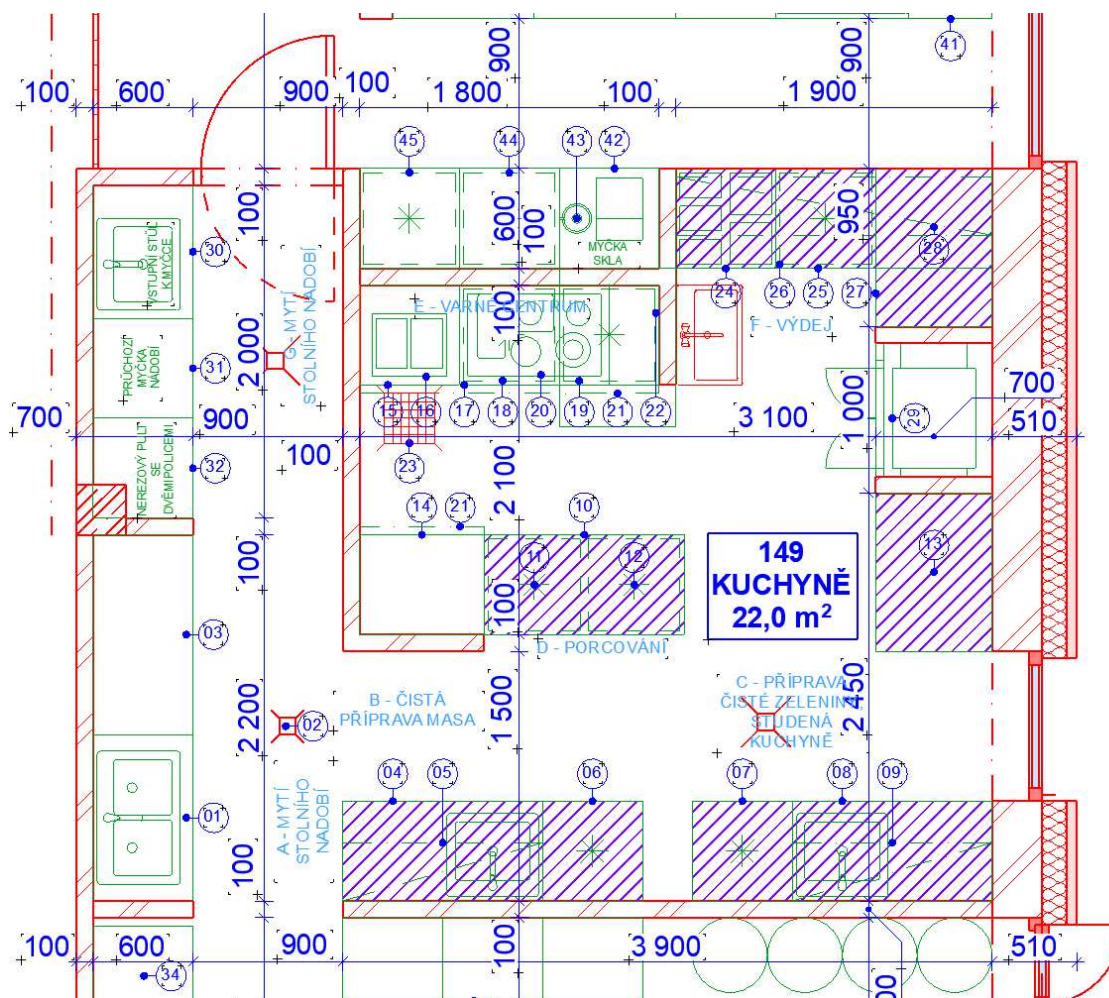 900
900
41
100
600
900
100
1 800
100
1 900
45
44
43
42
100
600
100
950
30
VSTUPNÍ STŮL
K MYČCE
MYČKA
SKLA
28
24
26
25
27
G - MYTÍ
STOLNÍHO NÁDOBÍ
E - VARNÉ CENTRUM
100
F - VÝDEJ
2 000
PRŮCHOZÍ
MYČKA
NÁDOBÍ
31
15
16
17
18
20
19
21
22
700
900
100
3 100
1 000
29
700
510
23
NEREZOVÝ PULT
SE
DVĚMI POLICEMI
32
2 100
14
21
10
11
12
13
149
KUCHYNĚ
22,0 m²
100
100
03
D - PORCOVÁNÍ
B - ČISTÁ
PŘÍPRAVA MASA
C - PŘÍPRAVA
ČISTÉ ZELENINY,
STUDENÁ
KUCHYNĚ
2 200
02
1 500
2 450
04
05
06
07
08
09
01
A - MYTÍ
STOLNÍHO
NÁDOBÍ
100
100
600
900
100
3 900
510
34